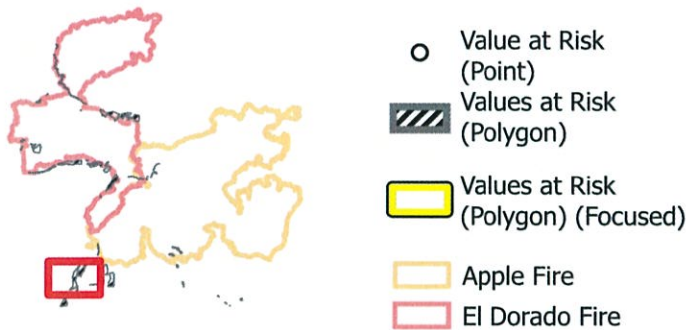 Value at Risk
(Point)
Values at Risk
(Polygon)
Values at Risk
(Polygon) (Focused)
Apple Fire
El Dorado Fire